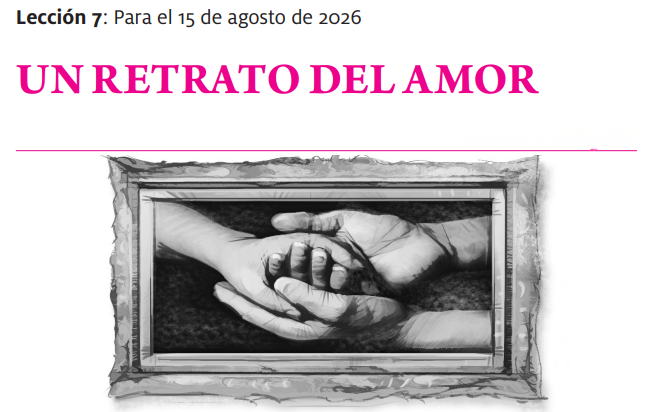 Lección 7: Para el 15 de agosto de 2026
UN RETRATO DEL AMOR